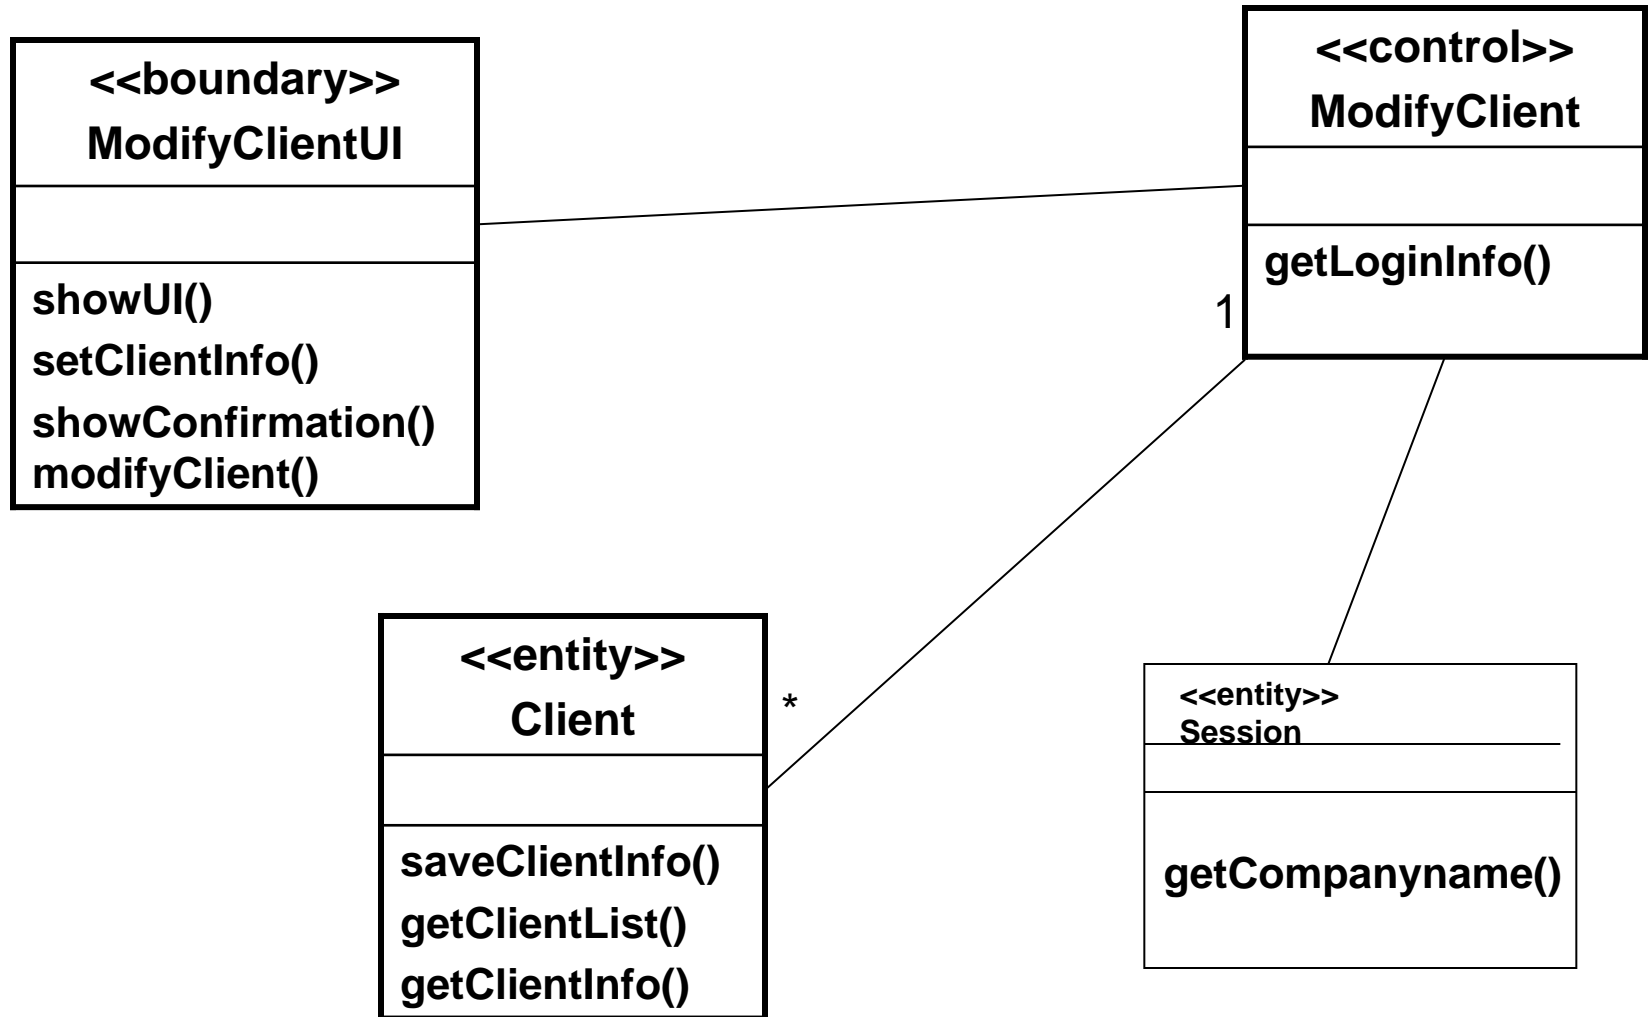 <<boundary>>
ModifyClientUI
showUI()
setClientInfo()
showConfirmation()
modifyClient()
<<control>>
ModifyClient
getLoginInfo()
1
*
<<entity>>
Client
saveClientInfo()
getClientList()
getClientInfo()
<<entity>>
Session
getCompanyname()